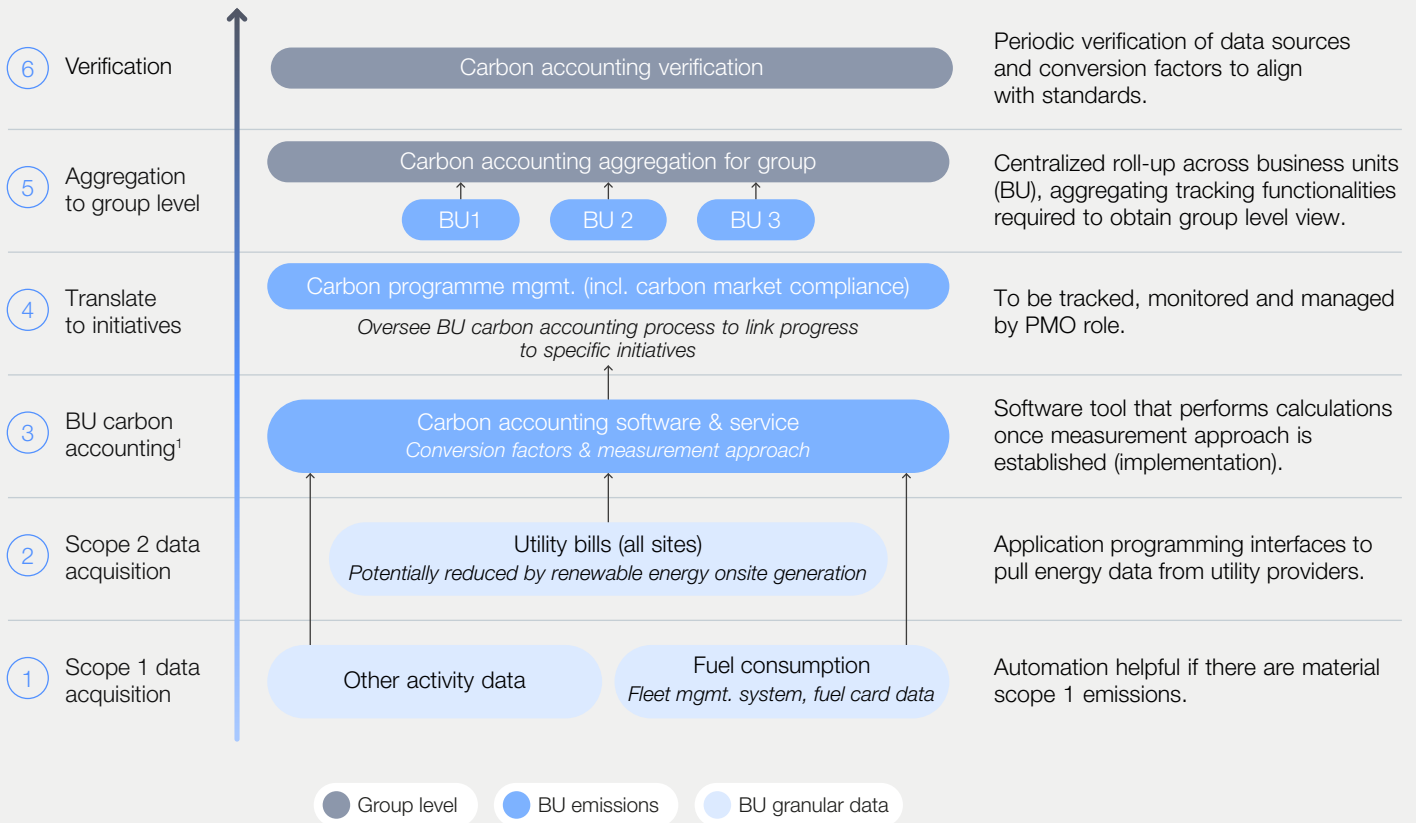 6
Verification
Carbon accounting verification
Periodic verification of data sources
and conversion factors to align
with standards.
5
Aggregation
to group level
Carbon accounting aggregation for group
BU1
BU 2
BU 3
Centralized roll-up across business units
(BU), aggregating tracking functionalities
required to obtain group level view.
4
Translate
to initiatives
Carbon programme mgmt. (incl. carbon market compliance)
Oversee BU carbon accounting process to link progress
to specific initiatives
To be tracked, monitored and managed
by PMO role.
3
BU carbon
accounting¹
Carbon accounting software & service
Conversion factors & measurement approach
Software tool that performs calculations
once measurement approach is
established (implementation).
2
Scope 2 data
acquisition
Utility bills (all sites)
Potentially reduced by renewable energy onsite generation
Application programming interfaces to
pull energy data from utility providers.
1
Scope 1 data
acquisition
Other activity data
Fuel consumption
Fleet mgmt. system, fuel card data
Automation helpful if there are material
scope 1 emissions.
Group level
BU emissions
BU granular data